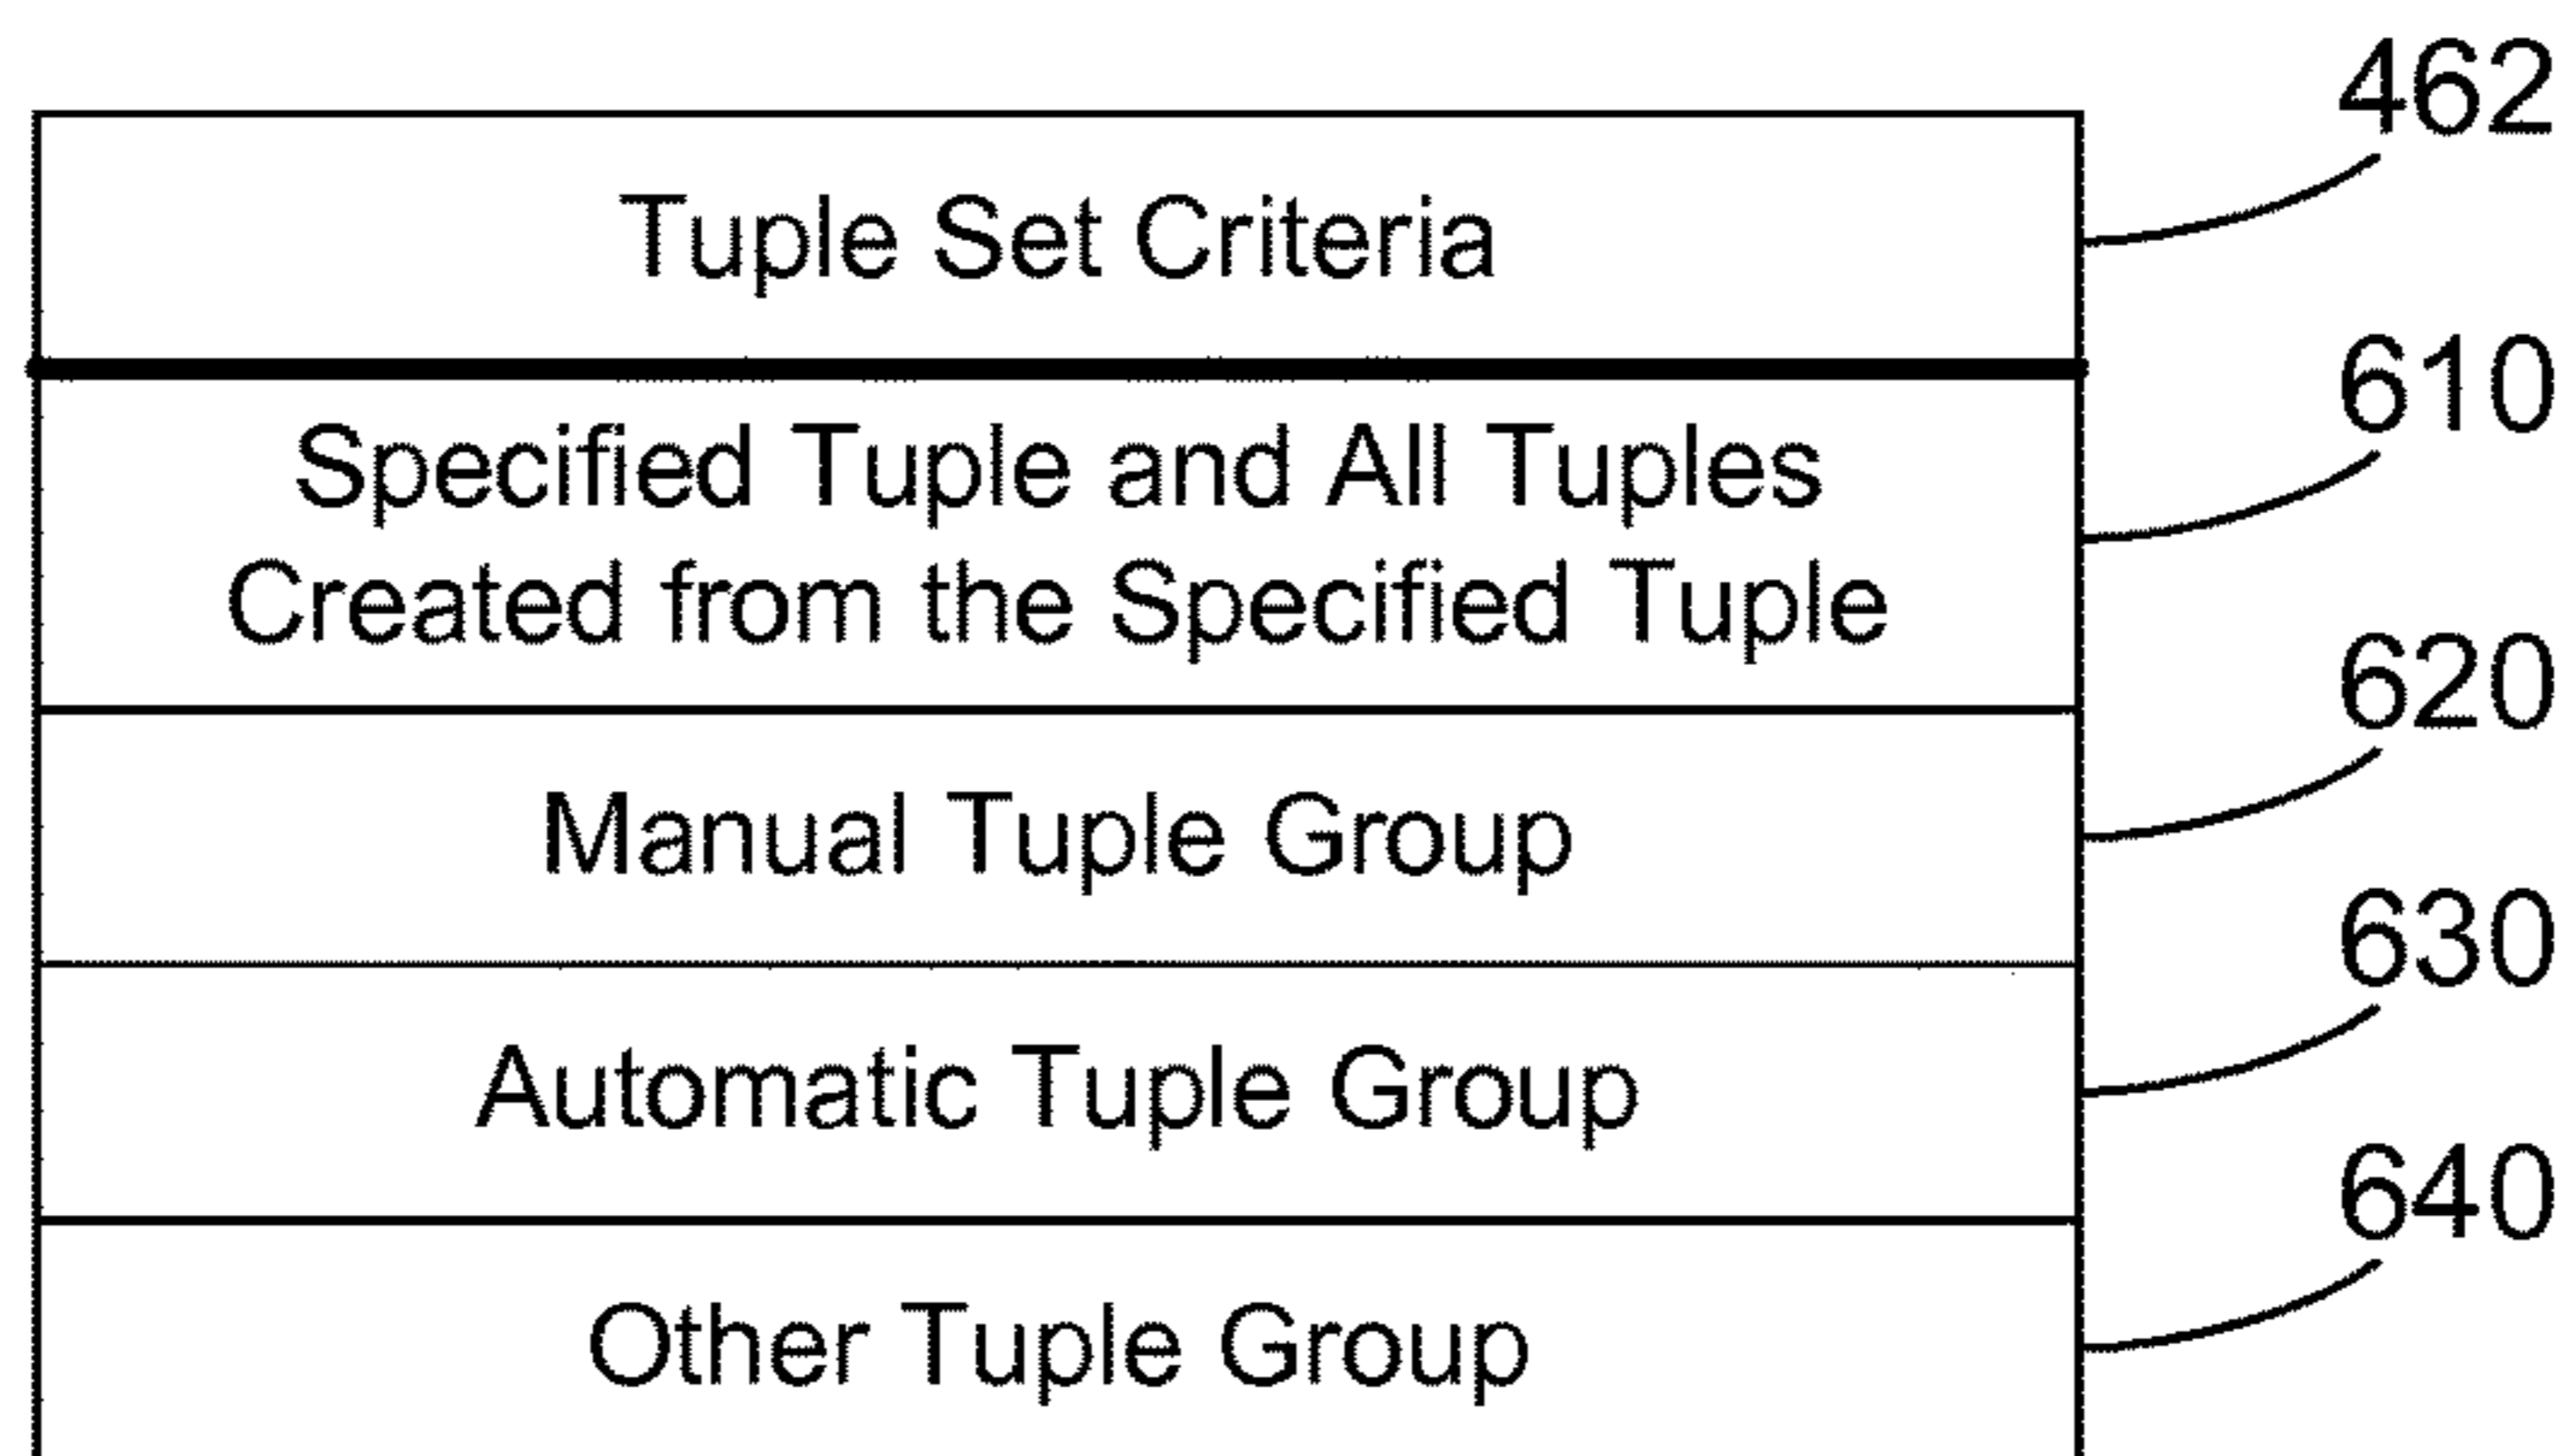 462
Tuple Set Criteria
610
Specified Tuple and All Tuples
Created from the Specified Tuple
620
Manual Tuple Group
630
Automatic Tuple Group
640
Other Tuple Group